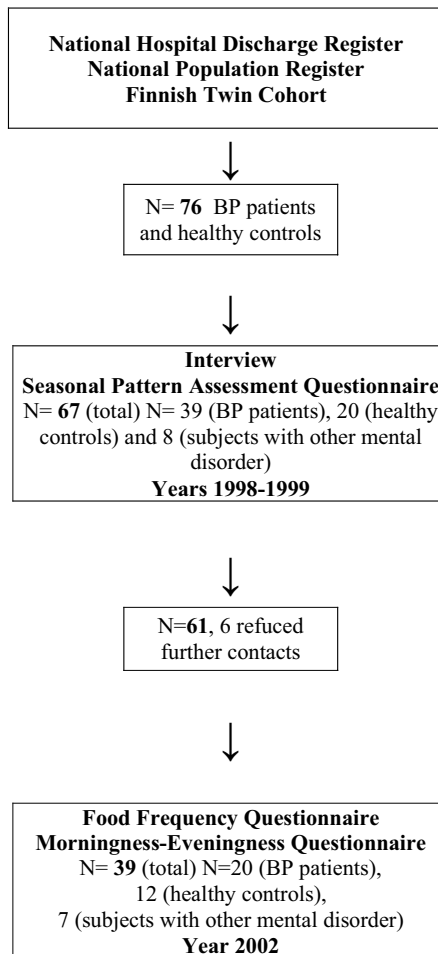 National Hospital Discharge Register
National Population Register
Finnish Twin Cohort
N= 76 BP patients
and healthy controls
Interview
Seasonal Pattern Assessment Questionnaire
N= 67 (total) N= 39 (BP patients), 20 (healthy
controls) and 8 (subjects with other mental
disorder)
Years 1998-1999
N=61, 6 refuced
further contacts
Food Frequency Questionnaire
Morningness-Eveningness Questionnaire
N= 39 (total) N=20 (BP patients),
12 (healthy controls),
7 (subjects with other mental disorder)
Year 2002